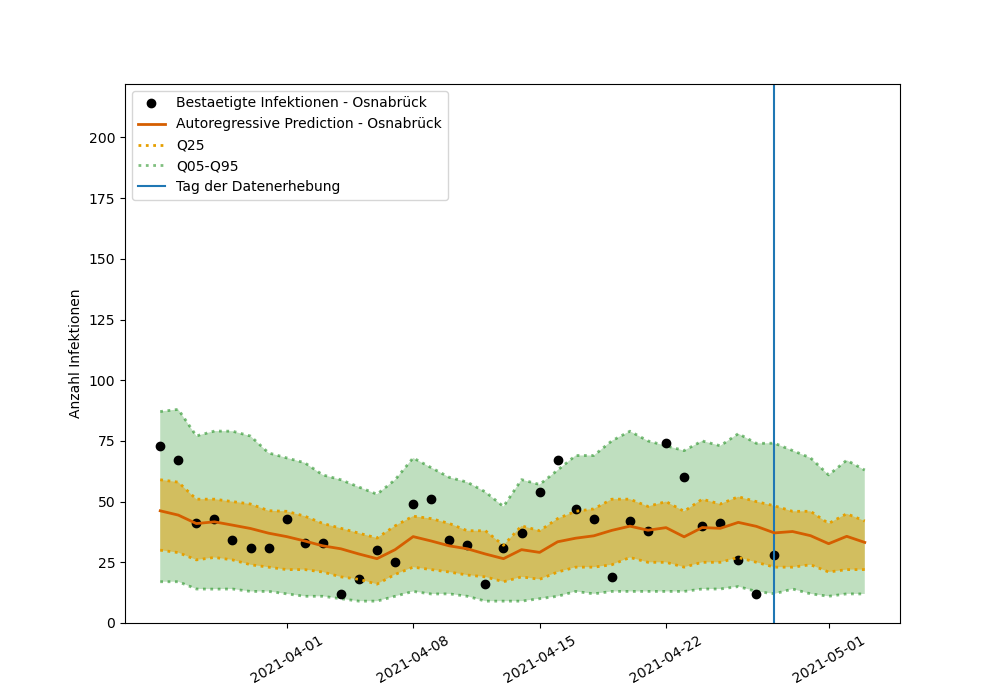 Bestaetigte Infektionen - Osnabrück
Autoregressive Prediction - Osnabrück
Q25
Q05-Q95
Tag der Datenerhebung
Anzahl Infektionen
200
175
150
125
100
75
50
25
0
2021-04-01
2021-04-08
2021-04-15
2021-04-22
2021-05-01